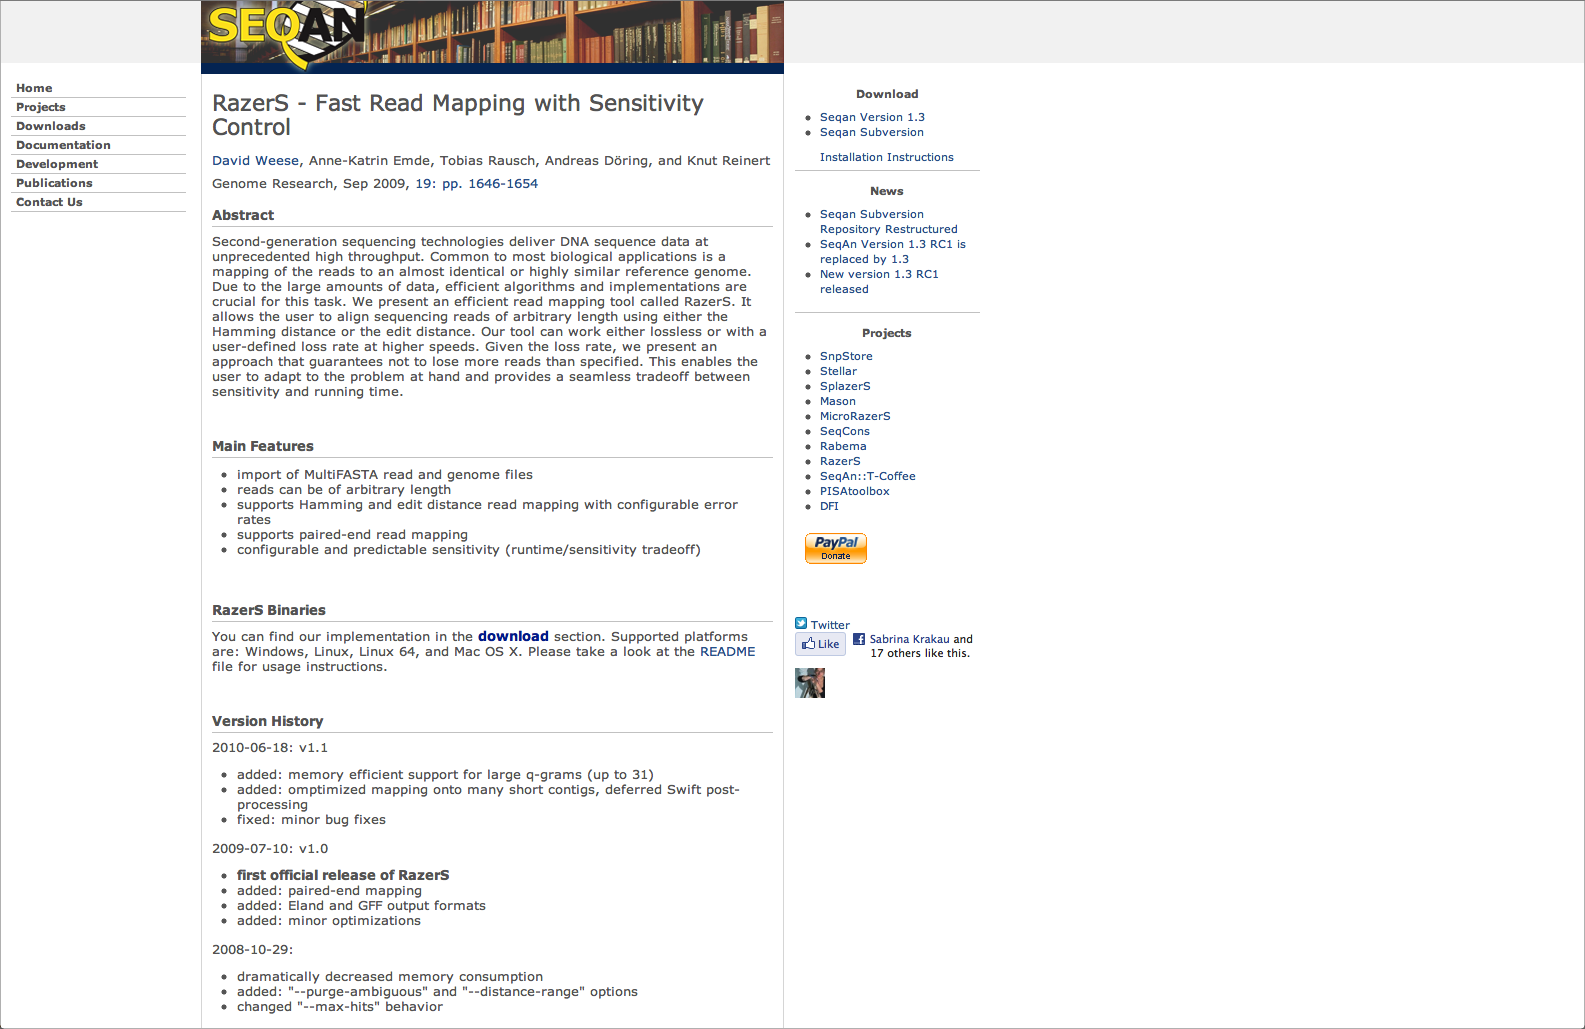 SEQAN
Home
Projects
Downloads
Documentation
Development
Publications
Contact Us
RazerS - Fast Read Mapping with Sensitivity
Control
David Weese, Anne-Katrin Emde, Tobias Rausch, Andreas Döring, and Knut Reinert
Genome Research, Sep 2009, 19: pp. 1646-1654
Abstract
Second-generation sequencing technologies deliver DNA sequence data at
unprecedented high throughput. Common to most biological applications is a
mapping of the reads to an almost identical or highly similar reference genome.
Due to the large amounts of data, efficient algorithms and implementations are
crucial for this task. We present an efficient read mapping tool called RazerS. It
allows the user to align sequencing reads of arbitrary length using either the
Hamming distance or the edit distance. Our tool can work either lossless or with a
user-defined loss rate at higher speeds. Given the loss rate, we present an
approach that guarantees not to lose more reads than specified. This enables the
user to adapt to the problem at hand and provides a seamless tradeoff between
sensitivity and running time.
Main Features
• import of MultiFASTA read and genome files
• reads can be of arbitrary length
• supports Hamming and edit distance read mapping with configurable error
rates
• supports paired-end read mapping
• configurable and predictable sensitivity (runtime/sensitivity tradeoff)
RazerS Binaries
You can find our implementation in the download section. Supported platforms
are: Windows, Linux, Linux 64, and Mac OS X. Please take a look at the README
file for usage instructions.
Version History
2010-06-18: v1.1
• added: memory efficient support for large q-grams (up to 31)
• added: omptimized mapping onto many short contigs, deferred Swift post-
processing
• fixed: minor bug fixes
2009-07-10: v1.0
• first official release of RazerS
• added: paired-end mapping
• added: Eland and GFF output formats
• added: minor optimizations
2008-10-29:
• dramatically decreased memory consumption
• added: "--purge-ambiguous" and "--distance-range" options
• changed "--max-hits" behavior
Download
• Seqan Version 1.3
• Seqan Subversion
Installation Instructions
News
• Seqan Subversion
Repository Restructured
• SeqAn Version 1.3 RC1 is
replaced by 1.3
• New version 1.3 RC1
released
Projects
• SnpStore
• Stellar
• SplazerS
• Mason
• MicroRazerS
• SeqCons
• Rabema
• RazerS
• SeqAn::T-Coffee
• PISAtoolbox
• DFI
PayPal
Donate
Twitter
Like
Sabrina Krakau and
17 others like this.